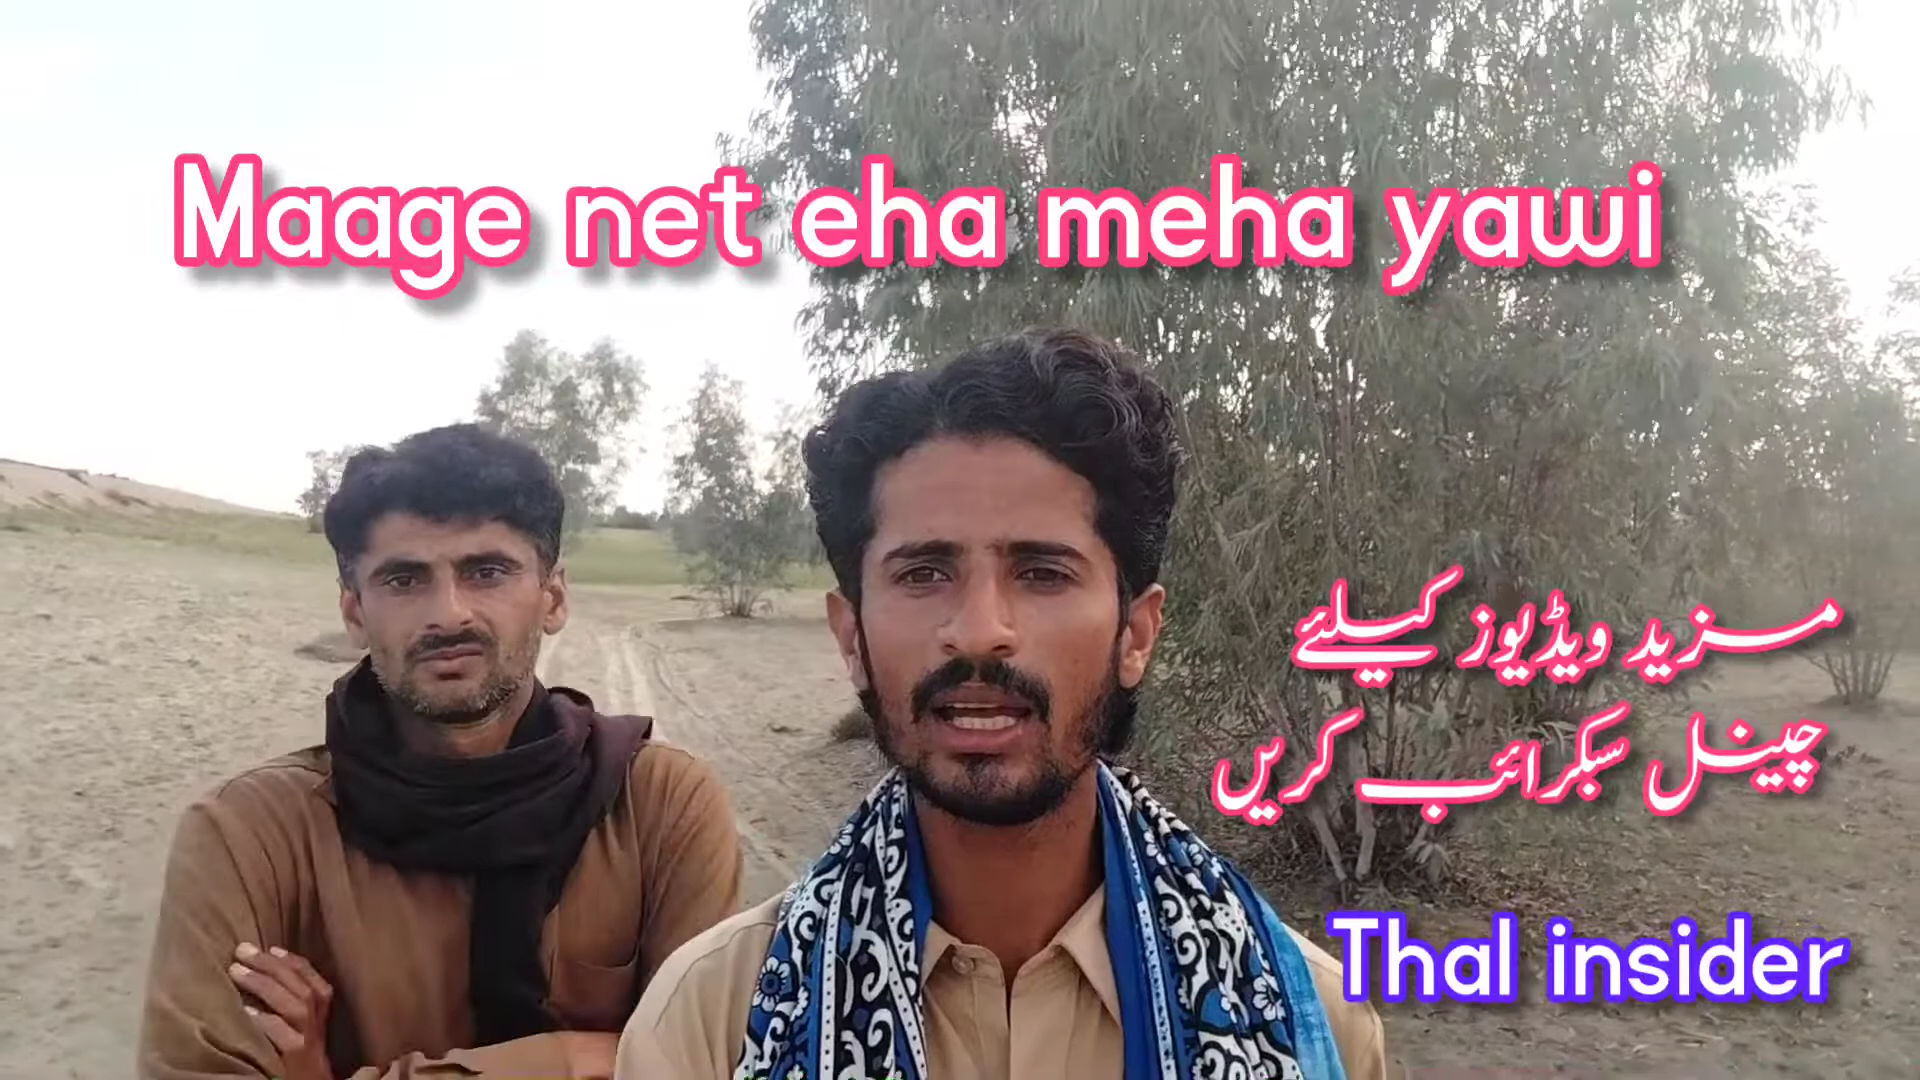 Maage net eha meha yawi
مزید ویڈیوز کیلئے
چینل سبکرائب کریں
Thal insider